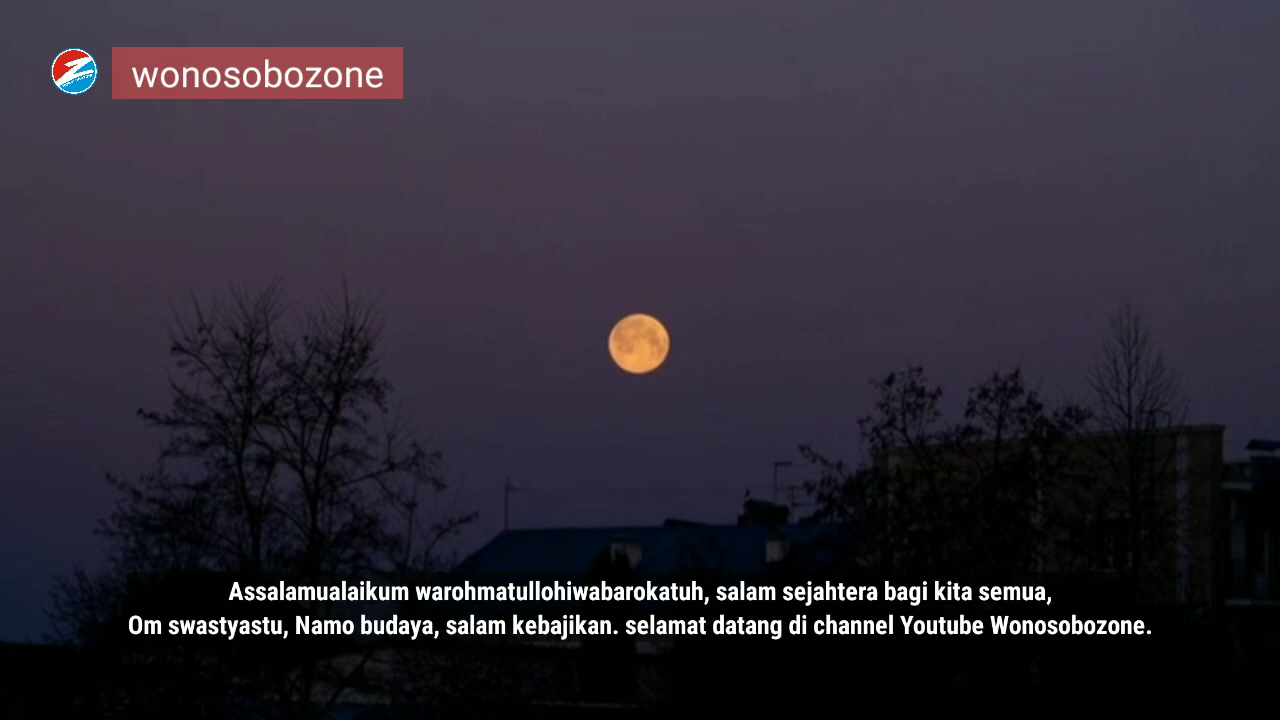 wonosobozone
Assalamualaikum warohmatullohiwabarokatuh, salam sejahtera bagi kita semua,
Om swastyastu, Namo budaya, salam kebajikan. selamat datang di channel Youtube Wonosobozone.